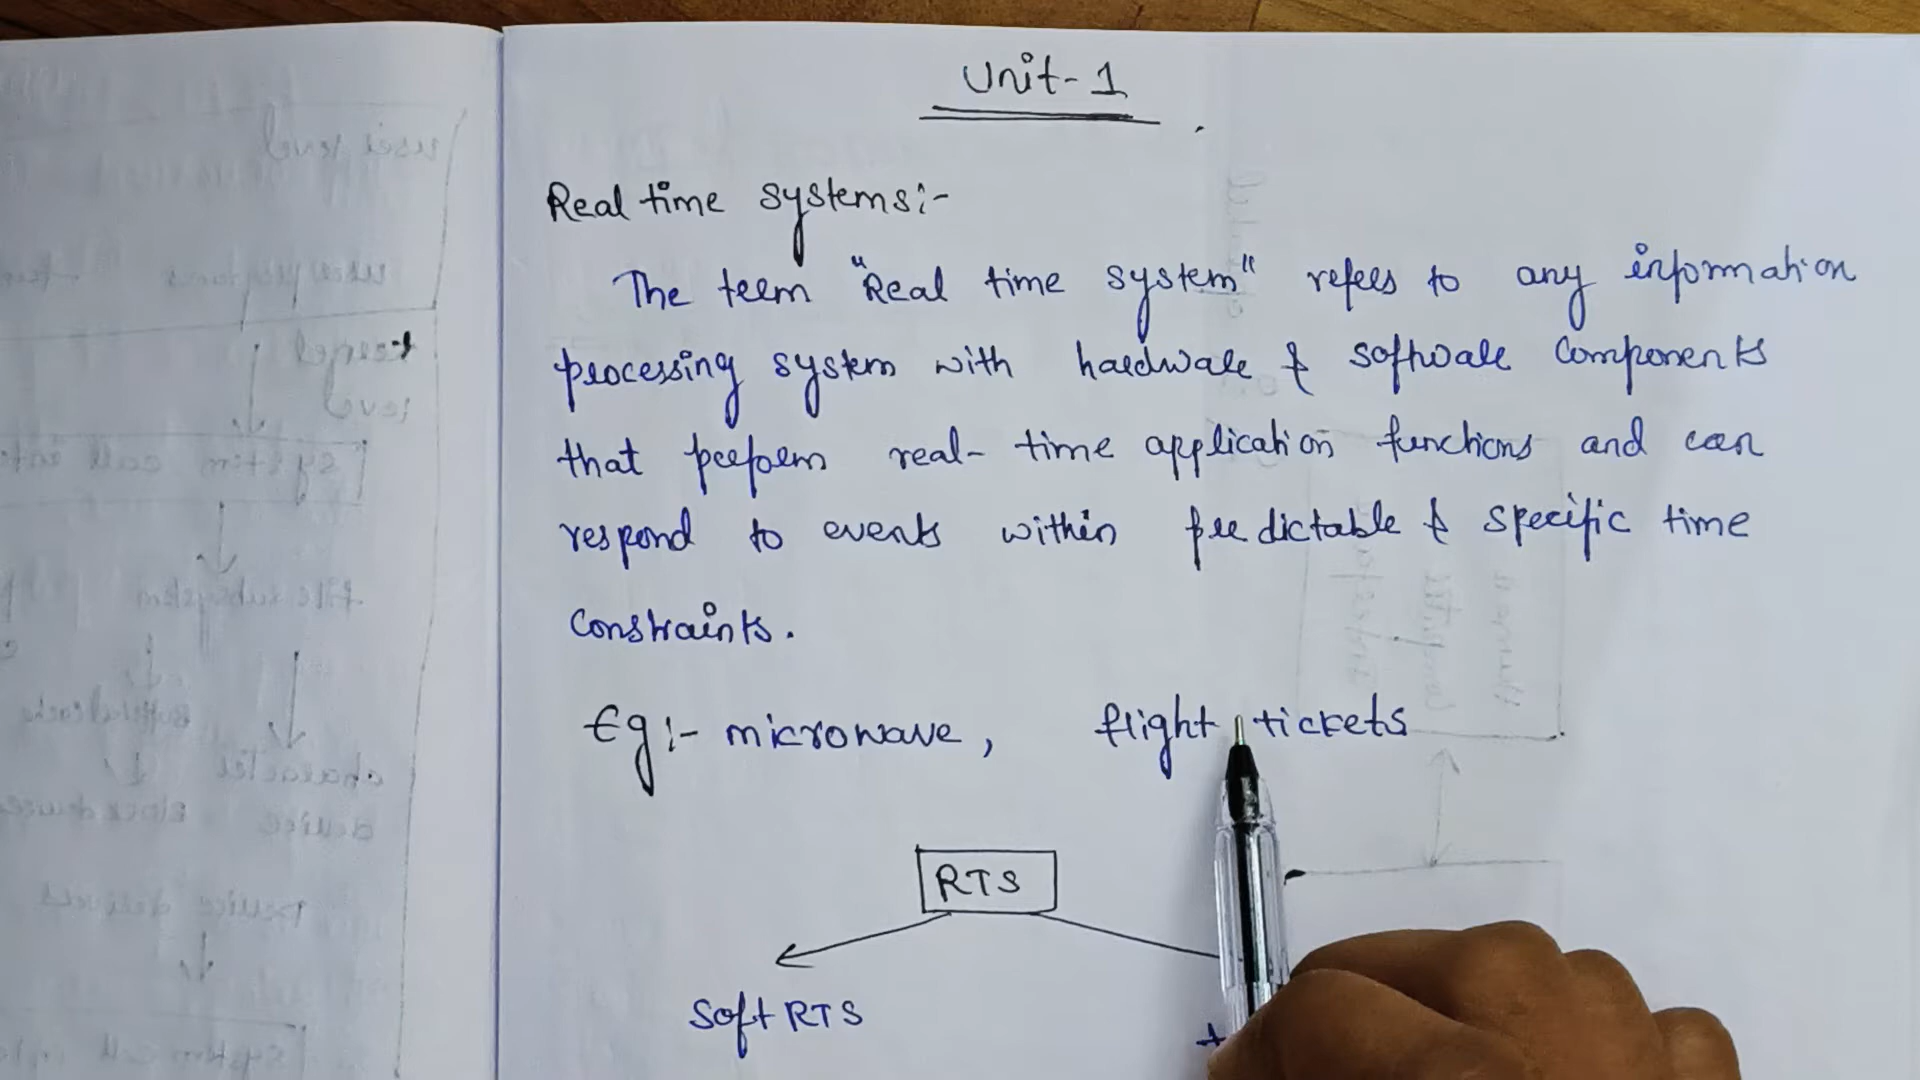 Unit-1
Real time systems:-
The term "Real time system" refers to any information
processing system with hardware & software components
that perform real-time application functions and can
respond to events within predictable & specific time
constraints.
Eg:- microwave, flight tickets
RTS
Soft RTS